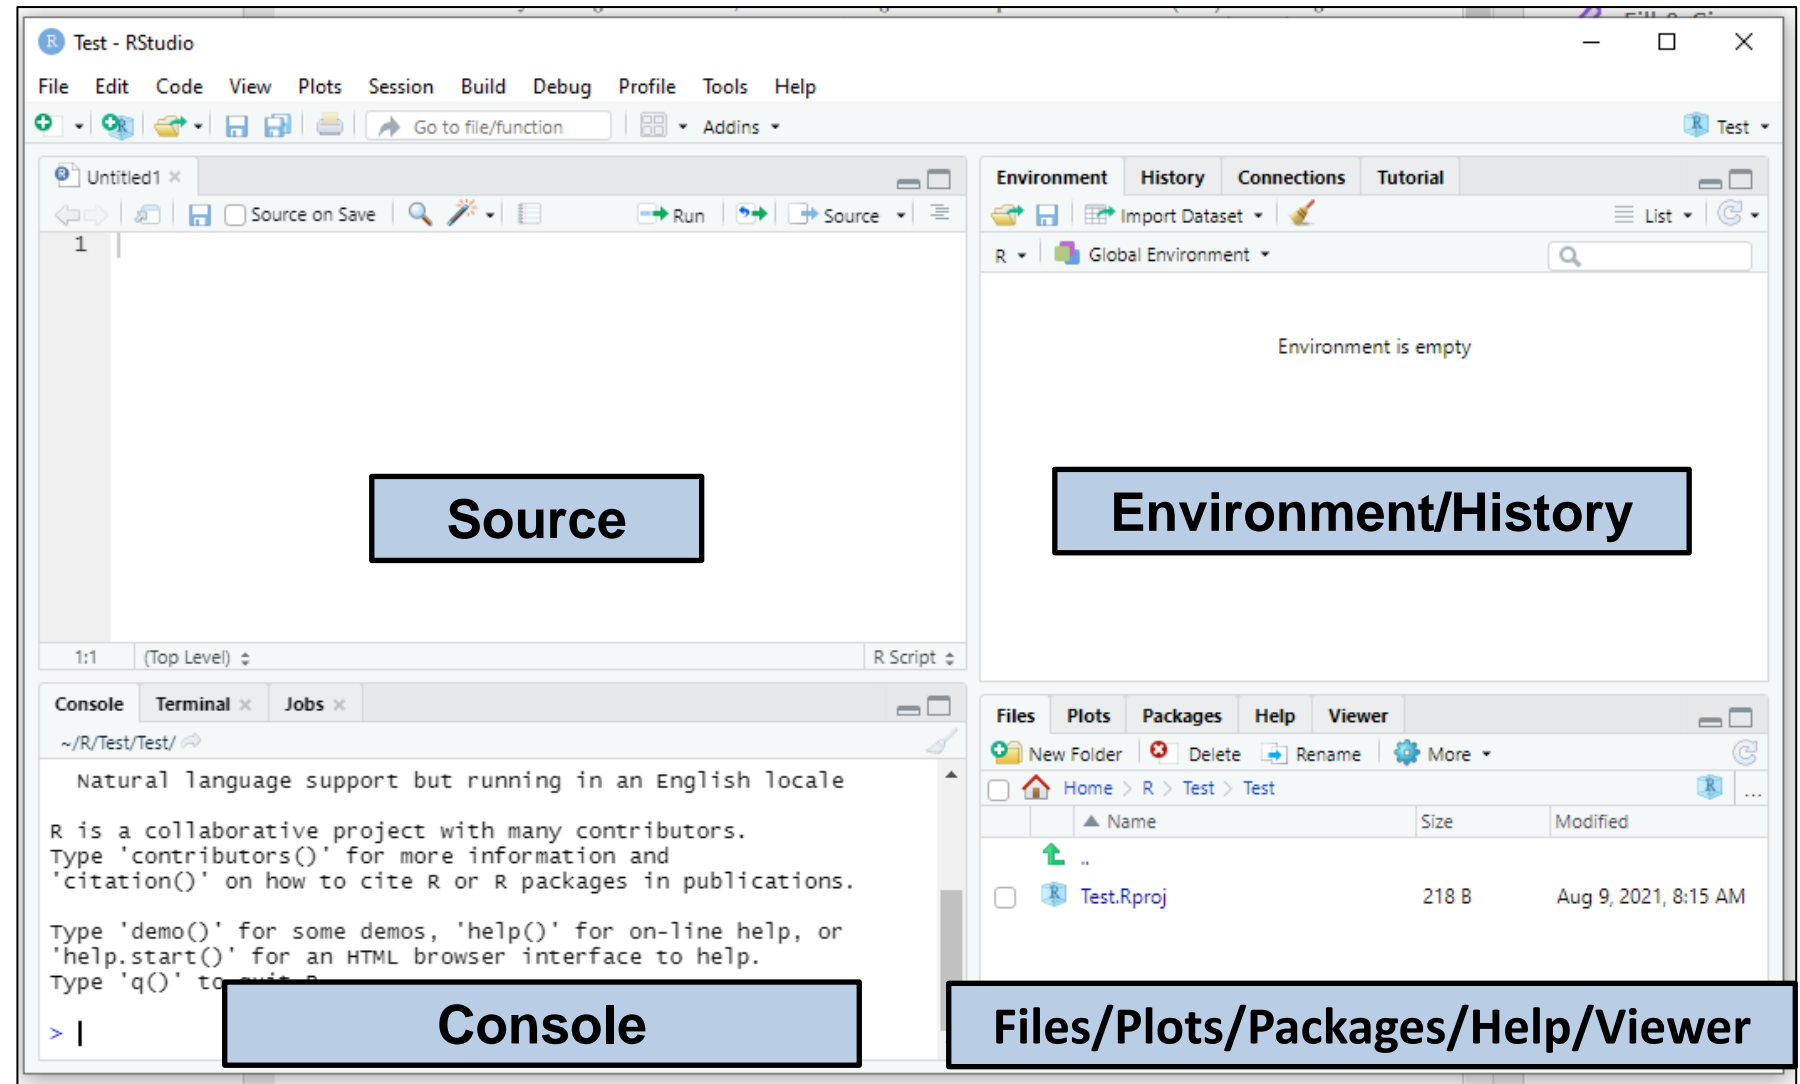 Test - RStudio
File Edit Code View Plots Session Build Debug Profile Tools Help
Go to file/function Addins Test
Untitled1
Source on Save Run Source
1
Source
1:1 (Top Level) R Script
Environment History Connections Tutorial
Import Dataset List
R Global Environment
Environment is empty
Environment/History
Console Terminal Jobs
~/R/Test/Test/
Natural language support but running in an English locale
R is a collaborative project with many contributors.
Type 'contributors()' for more information and
'citation()' on how to cite R or R packages in publications.
Type 'demo()' for some demos, 'help()' for on-line help, or
'help.start()' for an HTML browser interface to help.
Type 'q()' to quit R
>
Console
Files Plots Packages Help Viewer
New Folder Delete Rename More
Home > R > Test > Test ...
Name Size Modified
..
Test.Rproj 218 B Aug 9, 2021, 8:15 AM
Files/Plots/Packages/Help/Viewer